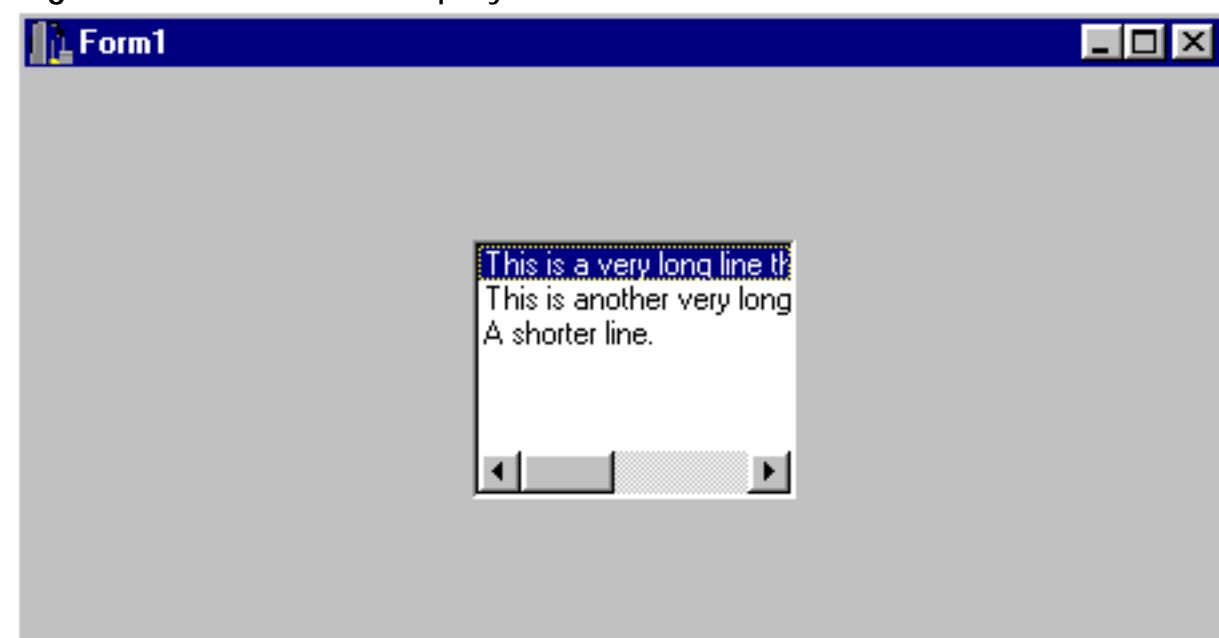 Form1
This is a very long line th
This is another very long
A shorter line.